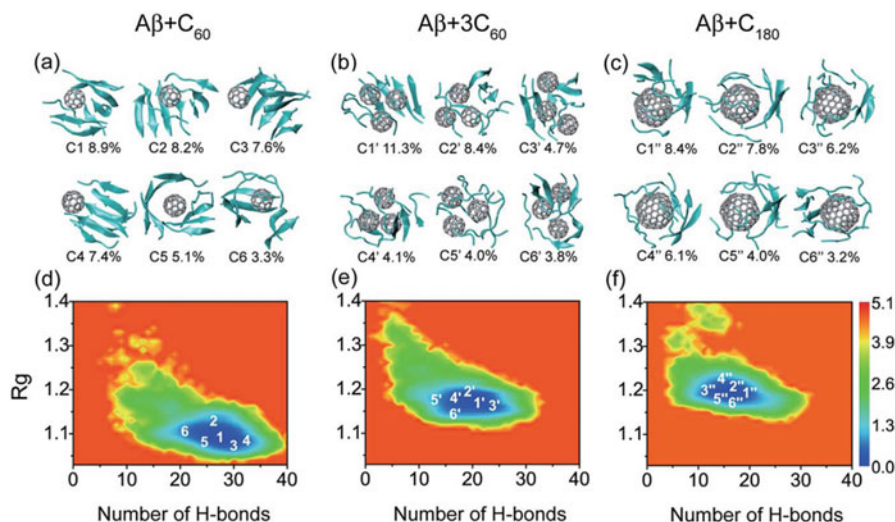 Aβ+C60 Aβ+3C60 Aβ+C180
(a) (b) (c)
C1 8.9% C2 8.2% C3 7.6% C1' 11.3% C2' 8.4% C3' 4.7% C1" 8.4% C2" 7.8% C3" 6.2%
C4 7.4% C5 5.1% C6 3.3% C4' 4.1% C5' 4.0% C6' 3.8% C4" 6.1% C5" 4.0% C6" 3.2%
(d) (e) (f)
Rg
1.4
1.3
1.2
1.1
6 2 5 1 3 4
0 10 20 30 40
Number of H-bonds
1.4
1.3
1.2
1.1
5' 4' 2' 1' 3' 6'
0 10 20 30 40
Number of H-bonds
1.4
1.3
1.2
1.1
3" 4" 2" 1" 5" 6"
0 10 20 30 40
Number of H-bonds
5.1
3.9
2.6
1.3
0.0